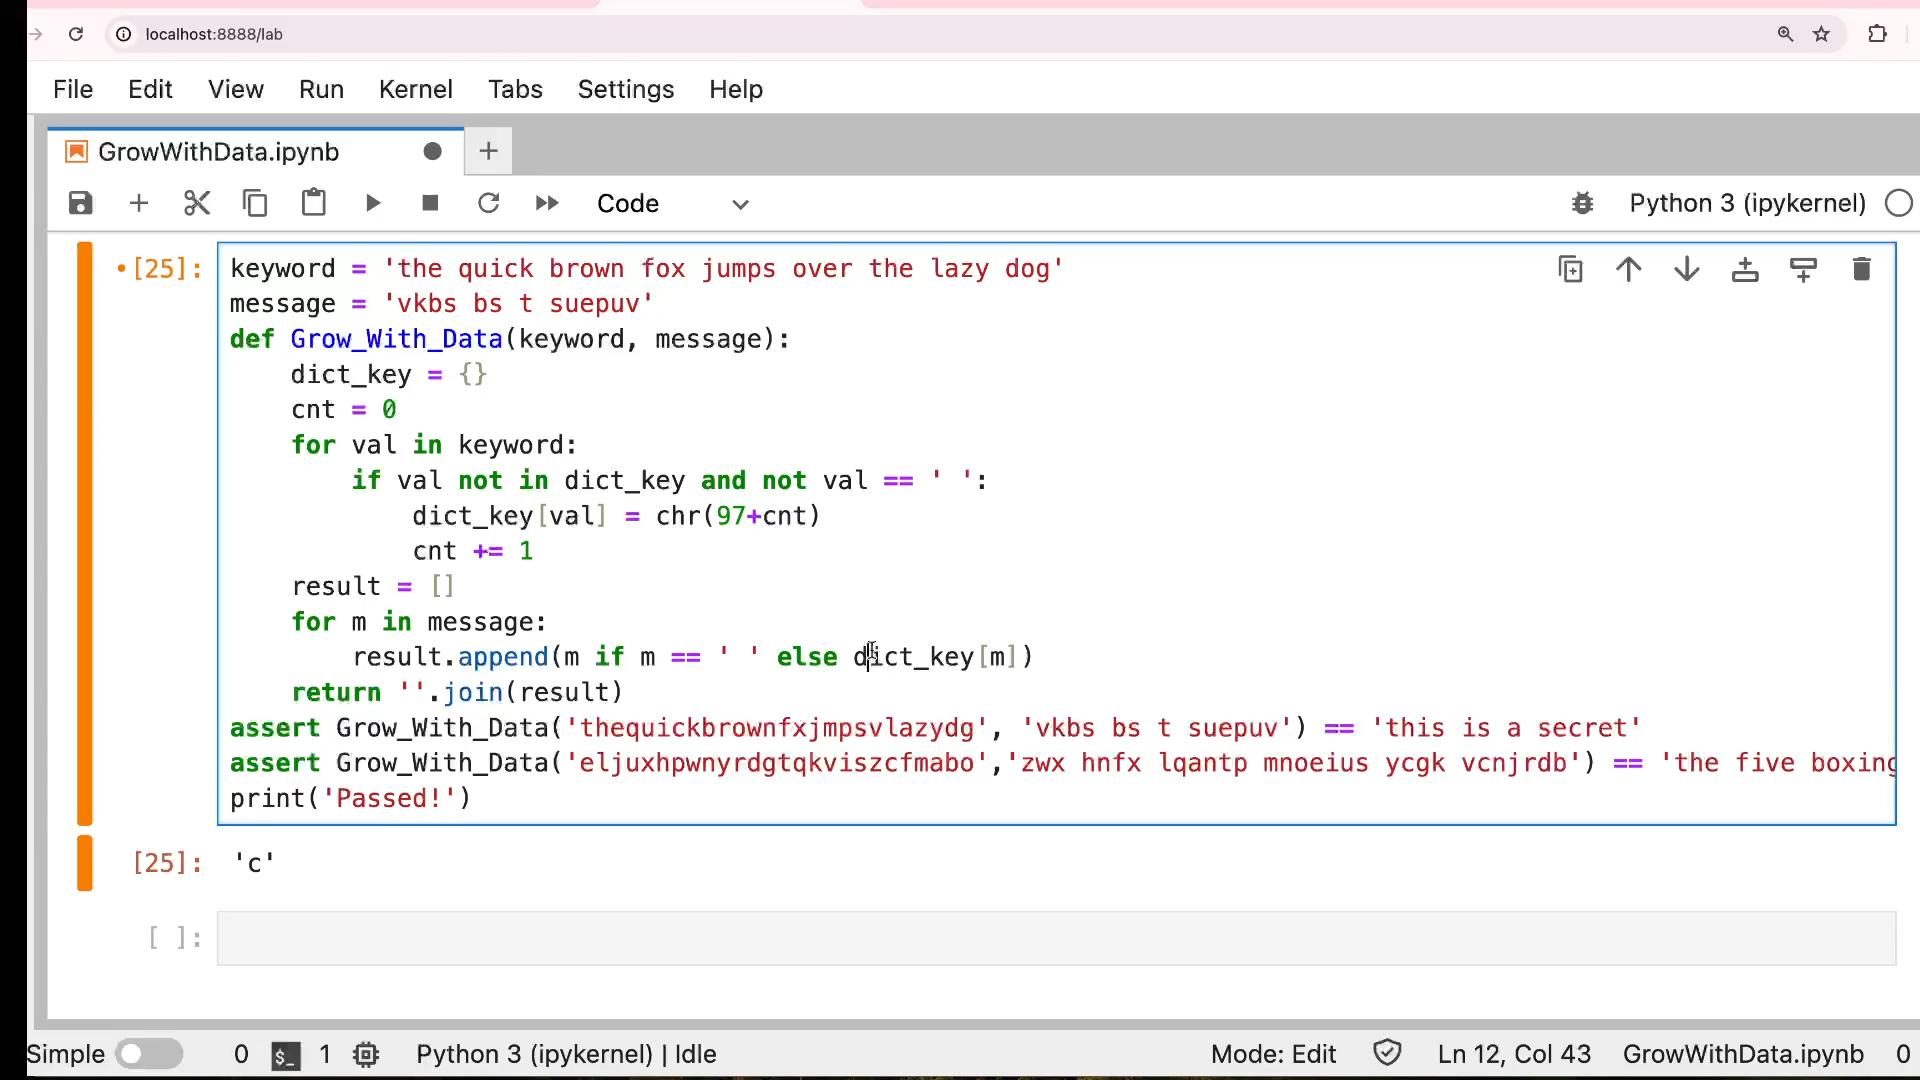 localhost:8888/lab
File Edit View Run Kernel Tabs Settings Help
GrowWithData.ipynb
Code
Python 3 (ipykernel)
[25]:
keyword = 'the quick brown fox jumps over the lazy dog'
message = 'vkbs bs t suepuv'
def Grow_With_Data(keyword, message):
    dict_key = {}
    cnt = 0
    for val in keyword:
        if val not in dict_key and not val == ' ':
            dict_key[val] = chr(97+cnt)
            cnt += 1
    result = []
    for m in message:
        result.append(m if m == ' ' else dict_key[m])
    return ''.join(result)
assert Grow_With_Data('thequickbrownfxjmpsvlazydg', 'vkbs bs t suepuv') == 'this is a secret'
assert Grow_With_Data('eljuxhpwnyrdgtqkviszcfmabo','zwx hnfx lqantp mnoeius ycgk vcnjrdb') == 'the five boxing
print('Passed!')
[25]: 'c'
[ ]:
Simple 0 $_ 1 Python 3 (ipykernel) | Idle Mode: Edit Ln 12, Col 43 GrowWithData.ipynb 0